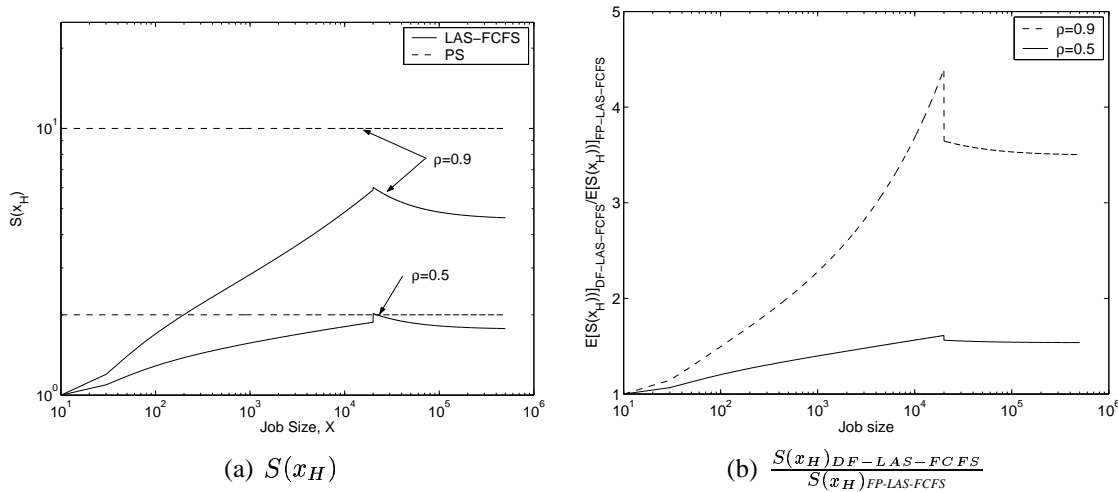 LAS−FCFS
PS
10^1
10^0
S(x_H)
ρ=0.9
ρ=0.5
10^1 10^2 10^3 10^4 10^5 10^6
Job Size, X
(a) S(x_H)
5
4
3
2
1
E[S(x_H))]_DF−LAS−FCFS/E[S(x_H))]_FP−LAS−FCFS
ρ=0.9
ρ=0.5
10^1 10^2 10^3 10^4 10^5 10^6
Job size
(b) S(x_H)_DF−LAS−FCFS
S(x_H)_FP-LAS-FCFS